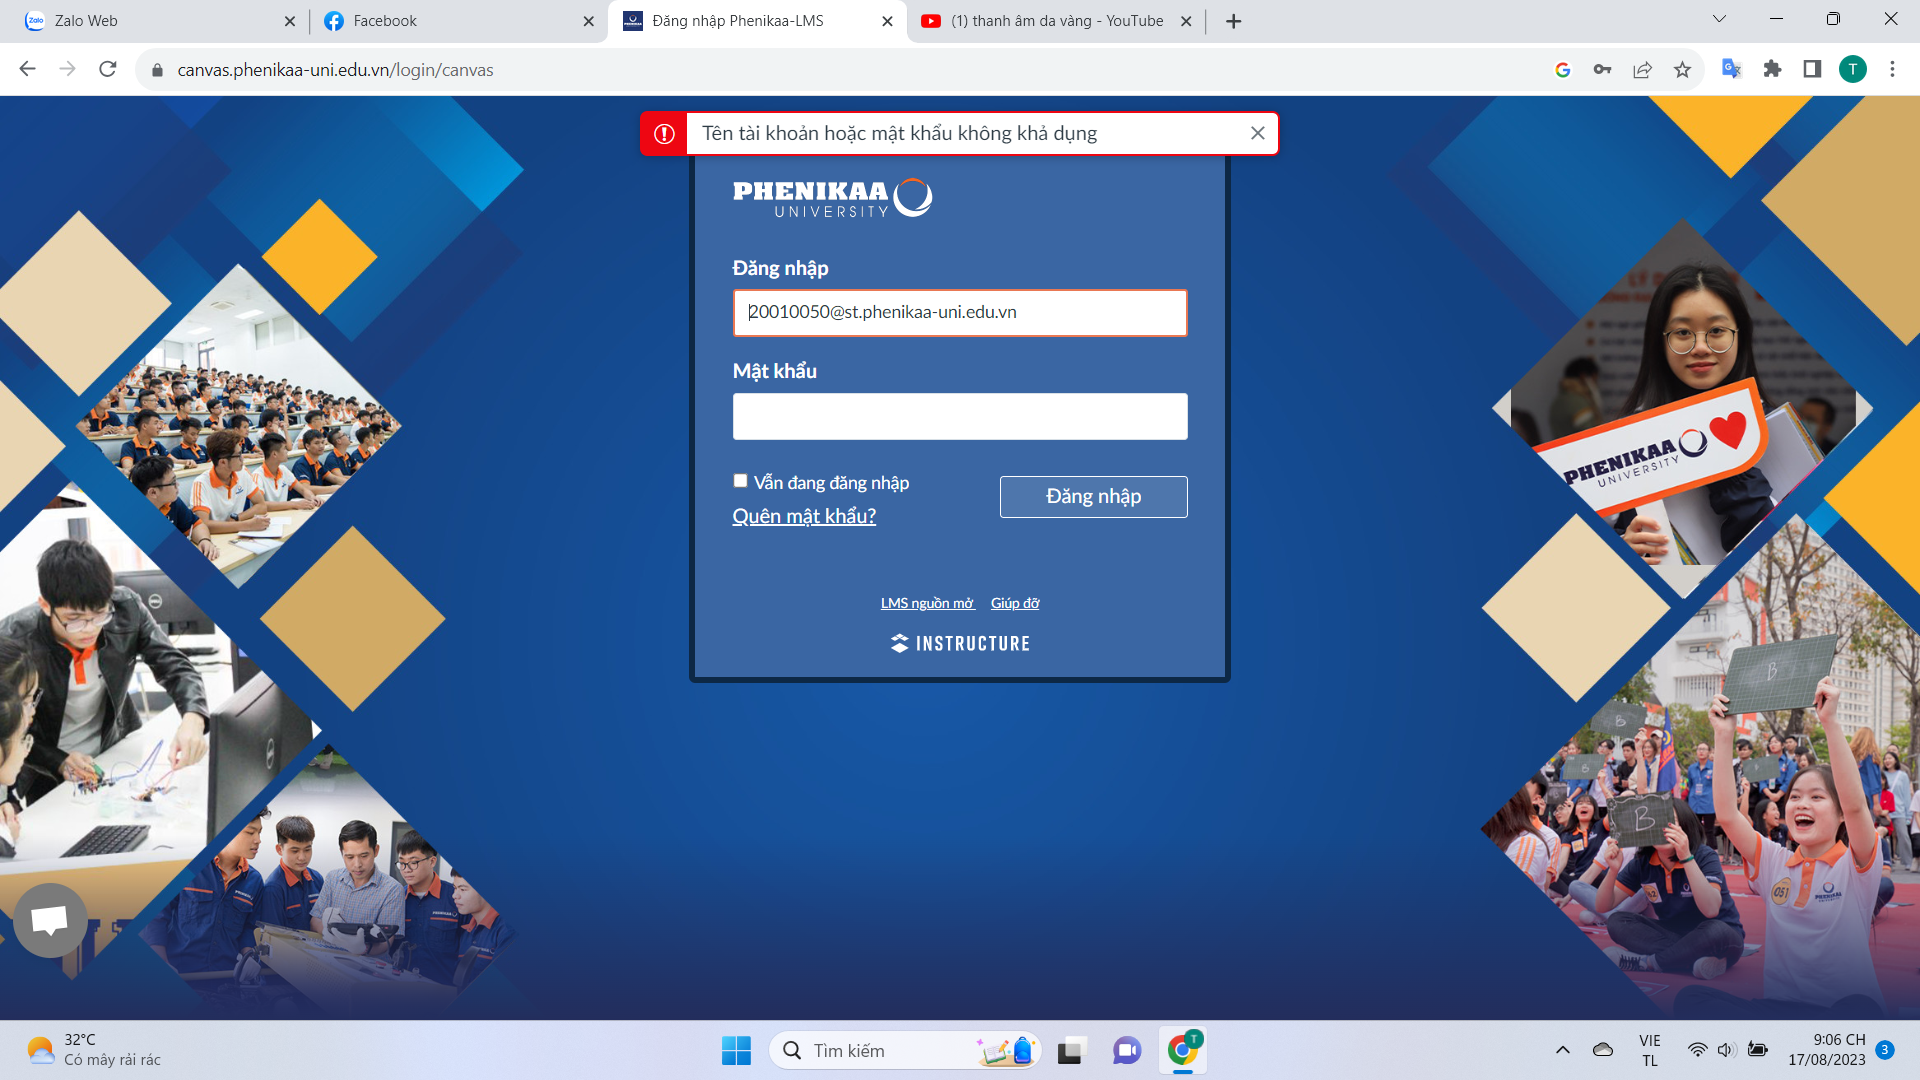 Zalo Web
Facebook
Đăng nhập Phenikaa-LMS
(1) thanh âm da vàng - YouTube
canvas.phenikaa-uni.edu.vn/login/canvas
T
Tên tài khoản hoặc mật khẩu không khả dụng
PHENIKAA
UNIVERSITY
Đăng nhập
20010050@st.phenikaa-uni.edu.vn
Mật khẩu
Vẫn đang đăng nhập
Đăng nhập
Quên mật khẩu?
LMS nguồn mở
Giúp đỡ
INSTRUCTURE
PHENIKAA
UNIVERSITY
B
B
B
051
32°C
Có mây rải rác
Tìm kiếm
T
VIE
TL
9:06 CH
17/08/2023
3